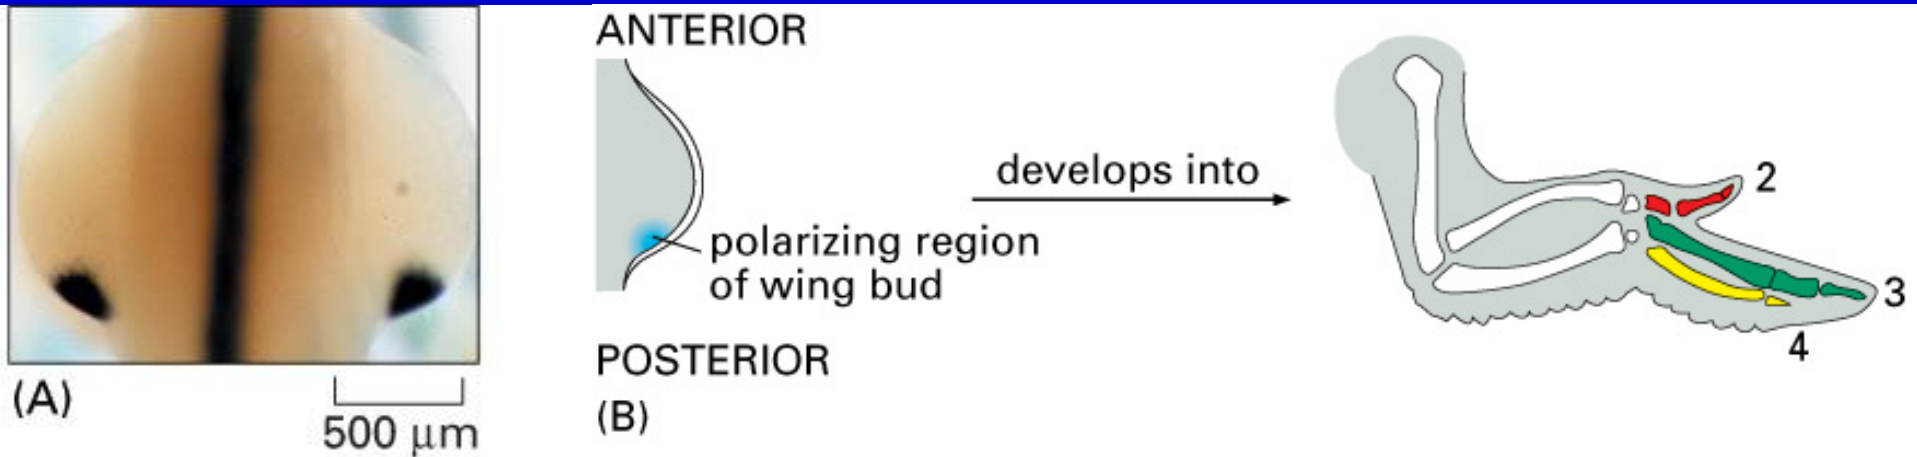 (A)
500 μm
ANTERIOR
polarizing region
of wing bud
POSTERIOR
(B)
develops into
2
3
4